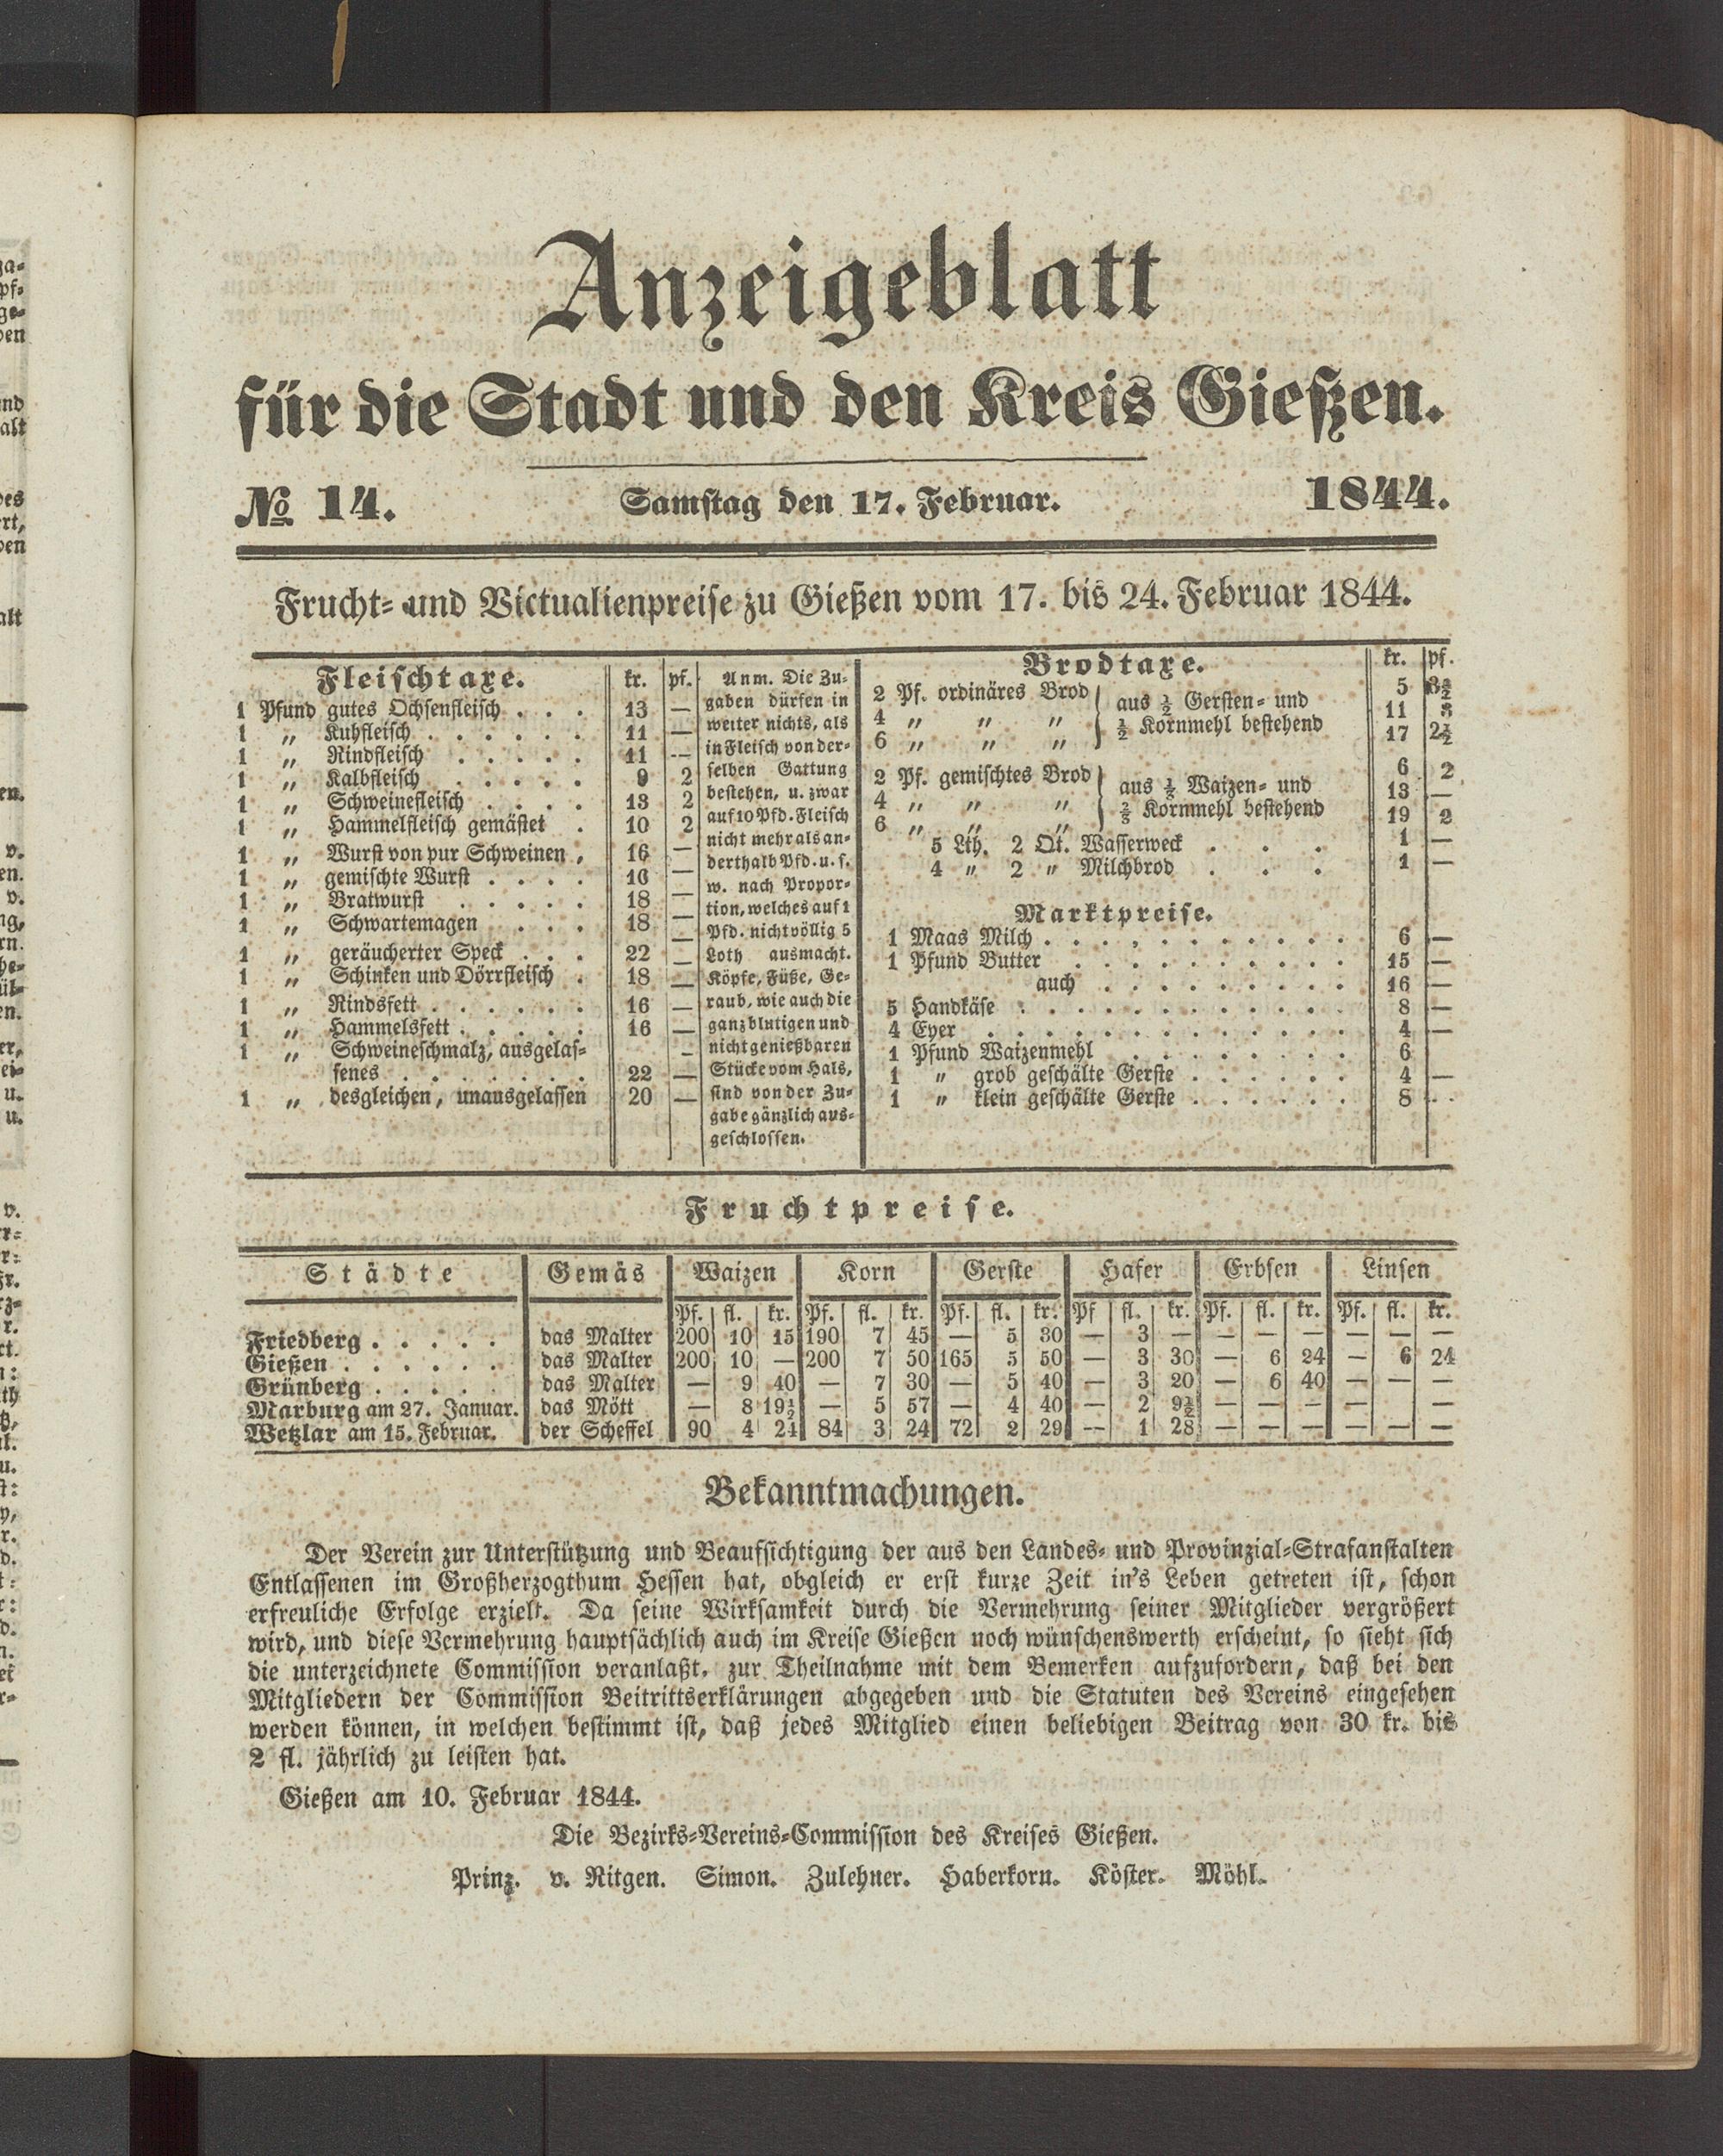 Anzeigeblatt
für die Stadt und den Kreis Gießen.
№ 14. Samstag den 17. Februar. 1844.
Frucht- und Victualienpreise zu Gießen vom 17. bis 24. Februar 1844.
Fleischtaxe. kr. pf.
1 Pfund gutes Ochsenfleisch . . . 13 —
1 „ Kuhfleisch . . . . . . 11 —
1 „ Rindfleisch . . . . . 11 —
1 „ Kalbfleisch . . . . . 9 2
1 „ Schweinefleisch . . . . 13 2
1 „ Hammelfleisch gemästet . 10 2
1 „ Wurst von pur Schweinen . 16 —
1 „ gemischte Wurst . . . . 16 —
1 „ Bratwurst . . . . . 18 —
1 „ Schwartemagen . . . 18 —
1 „ geräucherter Speck . . . 22 —
1 „ Schinken und Dörrfleisch . 18 —
1 „ Rindsfett . . . . . . 16 —
1 „ Hammelsfett . . . . . 16 —
1 „ Schweineschmalz, ausgelas-
senes . . . . . . . 22 —
1 „ desgleichen, unausgelassen 20 —
Anm. Die Zu-
gaben dürfen in
weiter nichts, als
in Fleisch von der-
selben Gattung
bestehen, u. zwar
auf 10 Pfd. Fleisch
nicht mehr als an-
derthalb Pfd. u. s.
w. nach Propor-
tion, welches auf 1
Pfd. nicht völlig 5
Loth ausmacht.
Köpfe, Füße, Ge-
raub, wie auch die
ganz blutigen und
nicht genießbaren
Stücke vom Hals,
sind von der Zu-
gabe gänzlich aus-
geschlossen.
Brodtaxe. kr. pf.
2 Pf. ordinäres Brod aus ½ Gersten- und 5 3½
4 „ „ „ ½ Kornmehl bestehend 11 3
6 „ „ „ 17 2½
2 Pf. gemischtes Brod aus ⅓ Waizen- und 6 2
4 „ „ „ ⅔ Kornmehl bestehend 13 —
6 „ „ „ 19 2
5 Lth. 2 Qt. Wasserweck . . . 1 —
4 „ 2 „ Milchbrod . . . 1 —
Marktpreise.
1 Maas Milch . . . . . . . . . . . 6 —
1 Pfund Butter . . . . . . . . . . 15 —
auch . . . . . . . . . 16 —
5 Handkäse . . . . . . . . . . . . 8 —
4 Eyer . . . . . . . . . . . . . 4 —
1 Pfund Waizenmehl . . . . . . . . 6
1 „ grob geschälte Gerste . . . . . . 4 —
1 „ klein geschälte Gerste . . . . . . 8 —
Fruchtpreise.
Städte Gemäs Waizen Korn Gerste Hafer Erbsen Linsen
Pf. fl. kr. Pf. fl. kr. Pf. fl. kr. Pf fl. kr. Pf. fl. kr. Pf. fl. kr.
Friedberg . . . . . das Malter 200 10 15 190 7 45 — 5 30 — 3 — — — — — — —
Gießen . . . . . . das Malter 200 10 — 200 7 50 165 5 50 — 3 30 — 6 24 — 6 24
Grünberg . . . . . das Malter — 9 40 — 7 30 — 5 40 — 3 20 — 6 40 — — —
Marburg am 27. Januar. das Mött — 8 19½ — 5 57 — 4 40 — 2 9½ — — — — —
Wetzlar am 15. Februar. der Scheffel 90 4 24 84 3 24 72 2 29 — 1 28 — — — — — —
Bekanntmachungen.
Der Verein zur Unterstützung und Beaufsichtigung der aus den Landes- und Provinzial-Strafanstalten
Entlassenen im Großherzogthum Hessen hat, obgleich er erst kurze Zeit in's Leben getreten ist, schon
erfreuliche Erfolge erzielt. Da seine Wirksamkeit durch die Vermehrung seiner Mitglieder vergrößert
wird, und diese Vermehrung hauptsächlich auch im Kreise Gießen noch wünschenswerth erscheint, so sieht sich
die unterzeichnete Commission veranlaßt, zur Theilnahme mit dem Bemerken aufzufordern, daß bei den
Mitgliedern der Commission Beitrittserklärungen abgegeben und die Statuten des Vereins eingesehen
werden können, in welchen bestimmt ist, daß jedes Mitglied einen beliebigen Beitrag von 30 kr. bis
2 fl. jährlich zu leisten hat.
Gießen am 10. Februar 1844.
Die Bezirks-Vereins-Commission des Kreises Gießen.
Prinz. v. Ritgen. Simon. Zulehner. Haberkorn. Köster. Möhl.